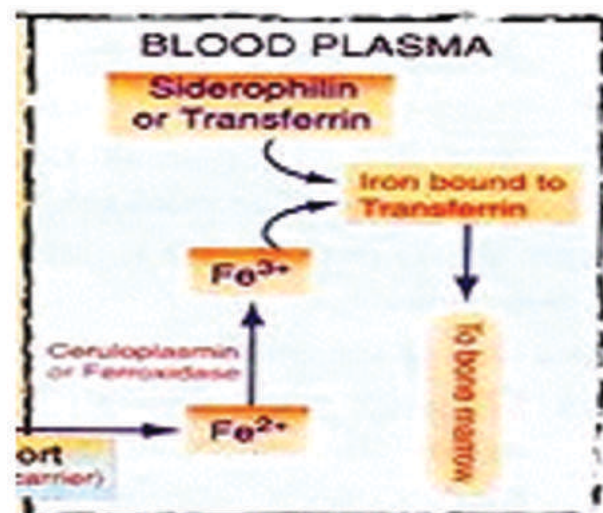 BLOOD PLASMA
Siderophilin
or Transferrin
Iron bound to
Transferrin
Fe3+
Ceruloplasmin
or Ferroxidase
Fe2+
To bone marrow
ort
carrier)